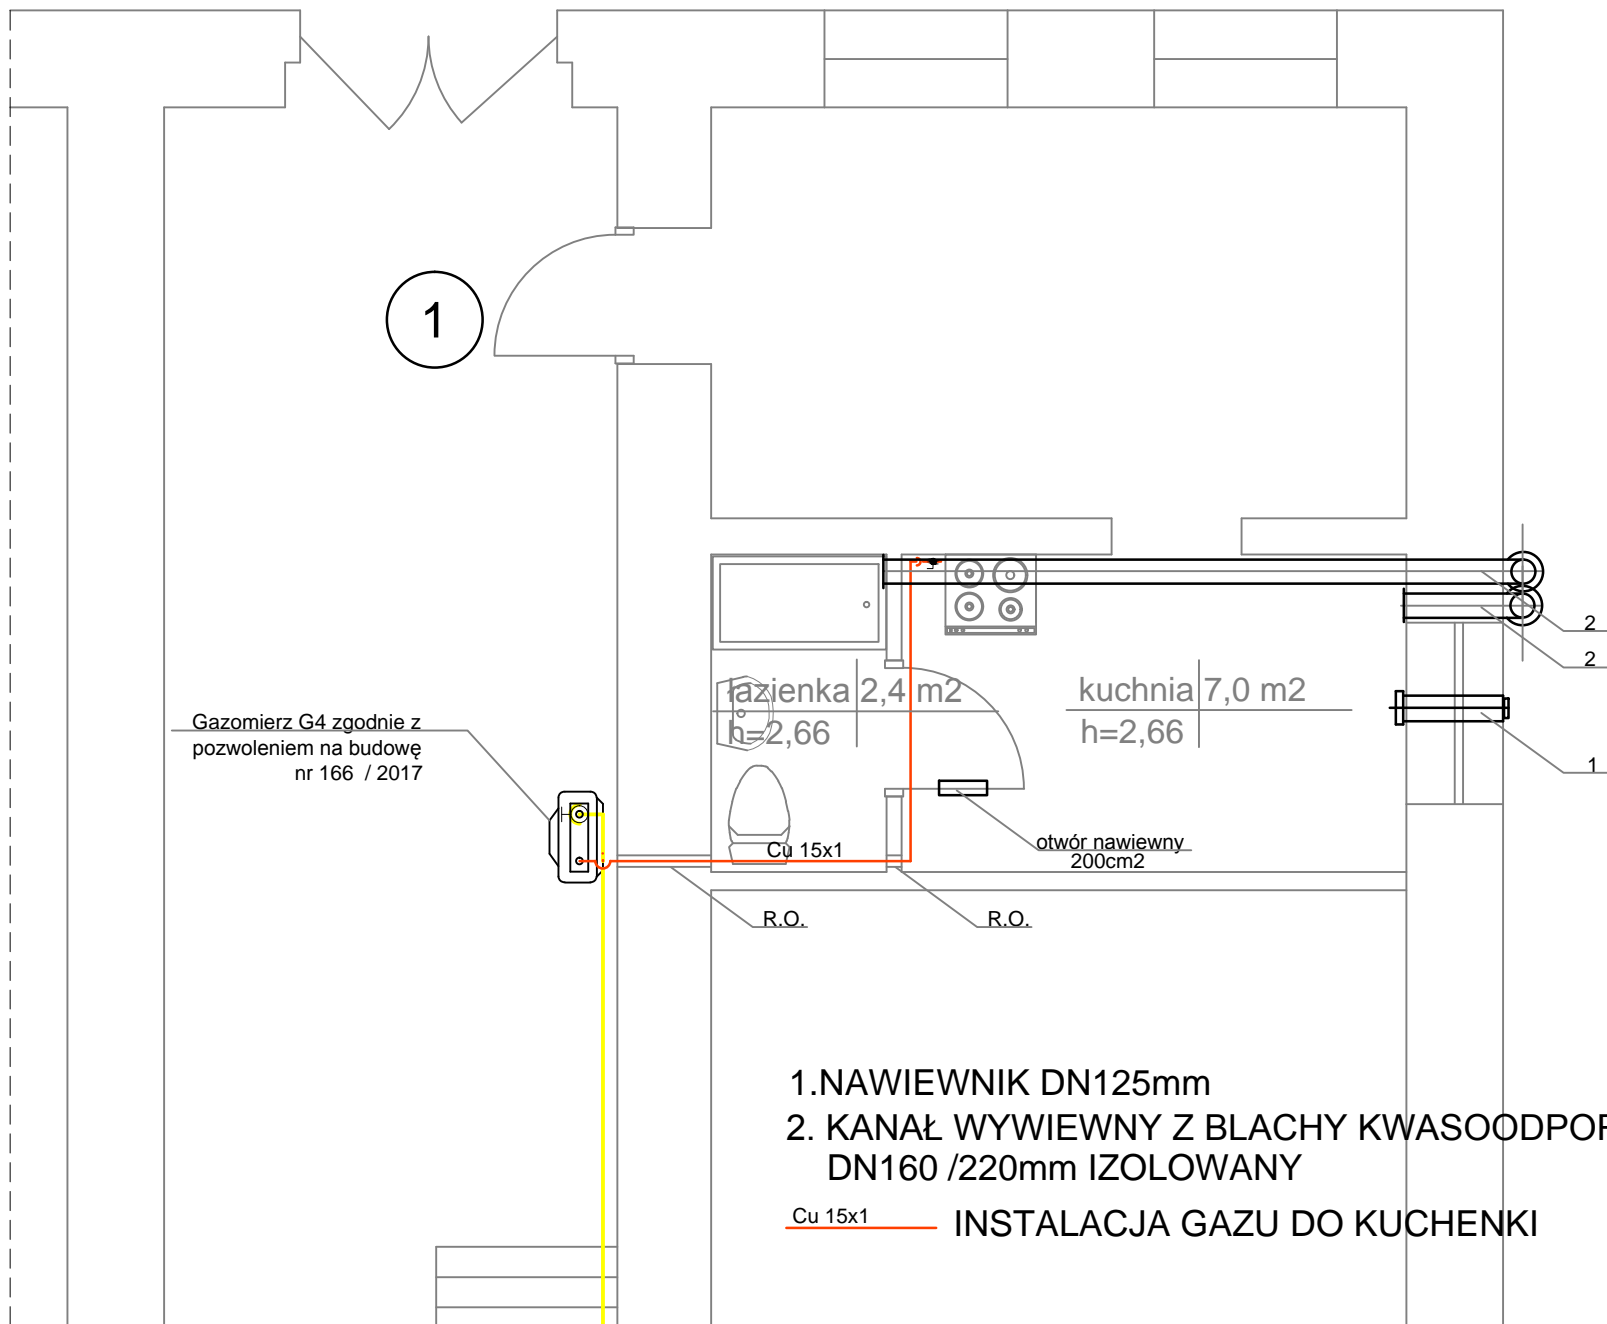 1
2
2
łazienka 2,4 m2
h=2,66
kuchnia 7,0 m2
h=2,66
Gazomierz G4 zgodnie z
pozwoleniem na budowę
nr 166 / 2017
1
otwór nawiewny
200cm2
Cu 15x1
R.O.
R.O.
1.NAWIEWNIK DN125mm
2. KANAŁ WYWIEWNY Z BLACHY
DN160 /220mm IZOLOWANY
Cu 15x1
INSTALACJA GAZU DO KUCHENKI